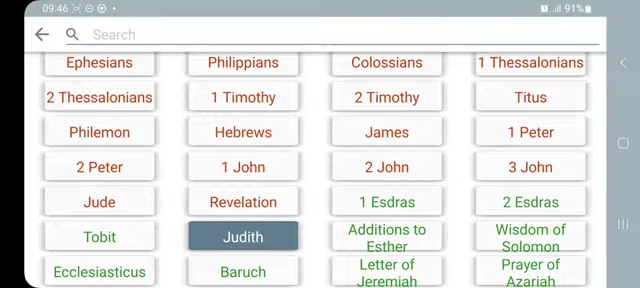 09:46
91%
Search
Ephesians
Philippians
Colossians
1 Thessalonians
2 Thessalonians
1 Timothy
2 Timothy
Titus
Philemon
Hebrews
James
1 Peter
2 Peter
1 John
2 John
3 John
Jude
Revelation
1 Esdras
2 Esdras
Tobit
Judith
Additions to
Esther
Wisdom of
Solomon
Ecclesiasticus
Baruch
Letter of
Jeremiah
Prayer of
Azariah